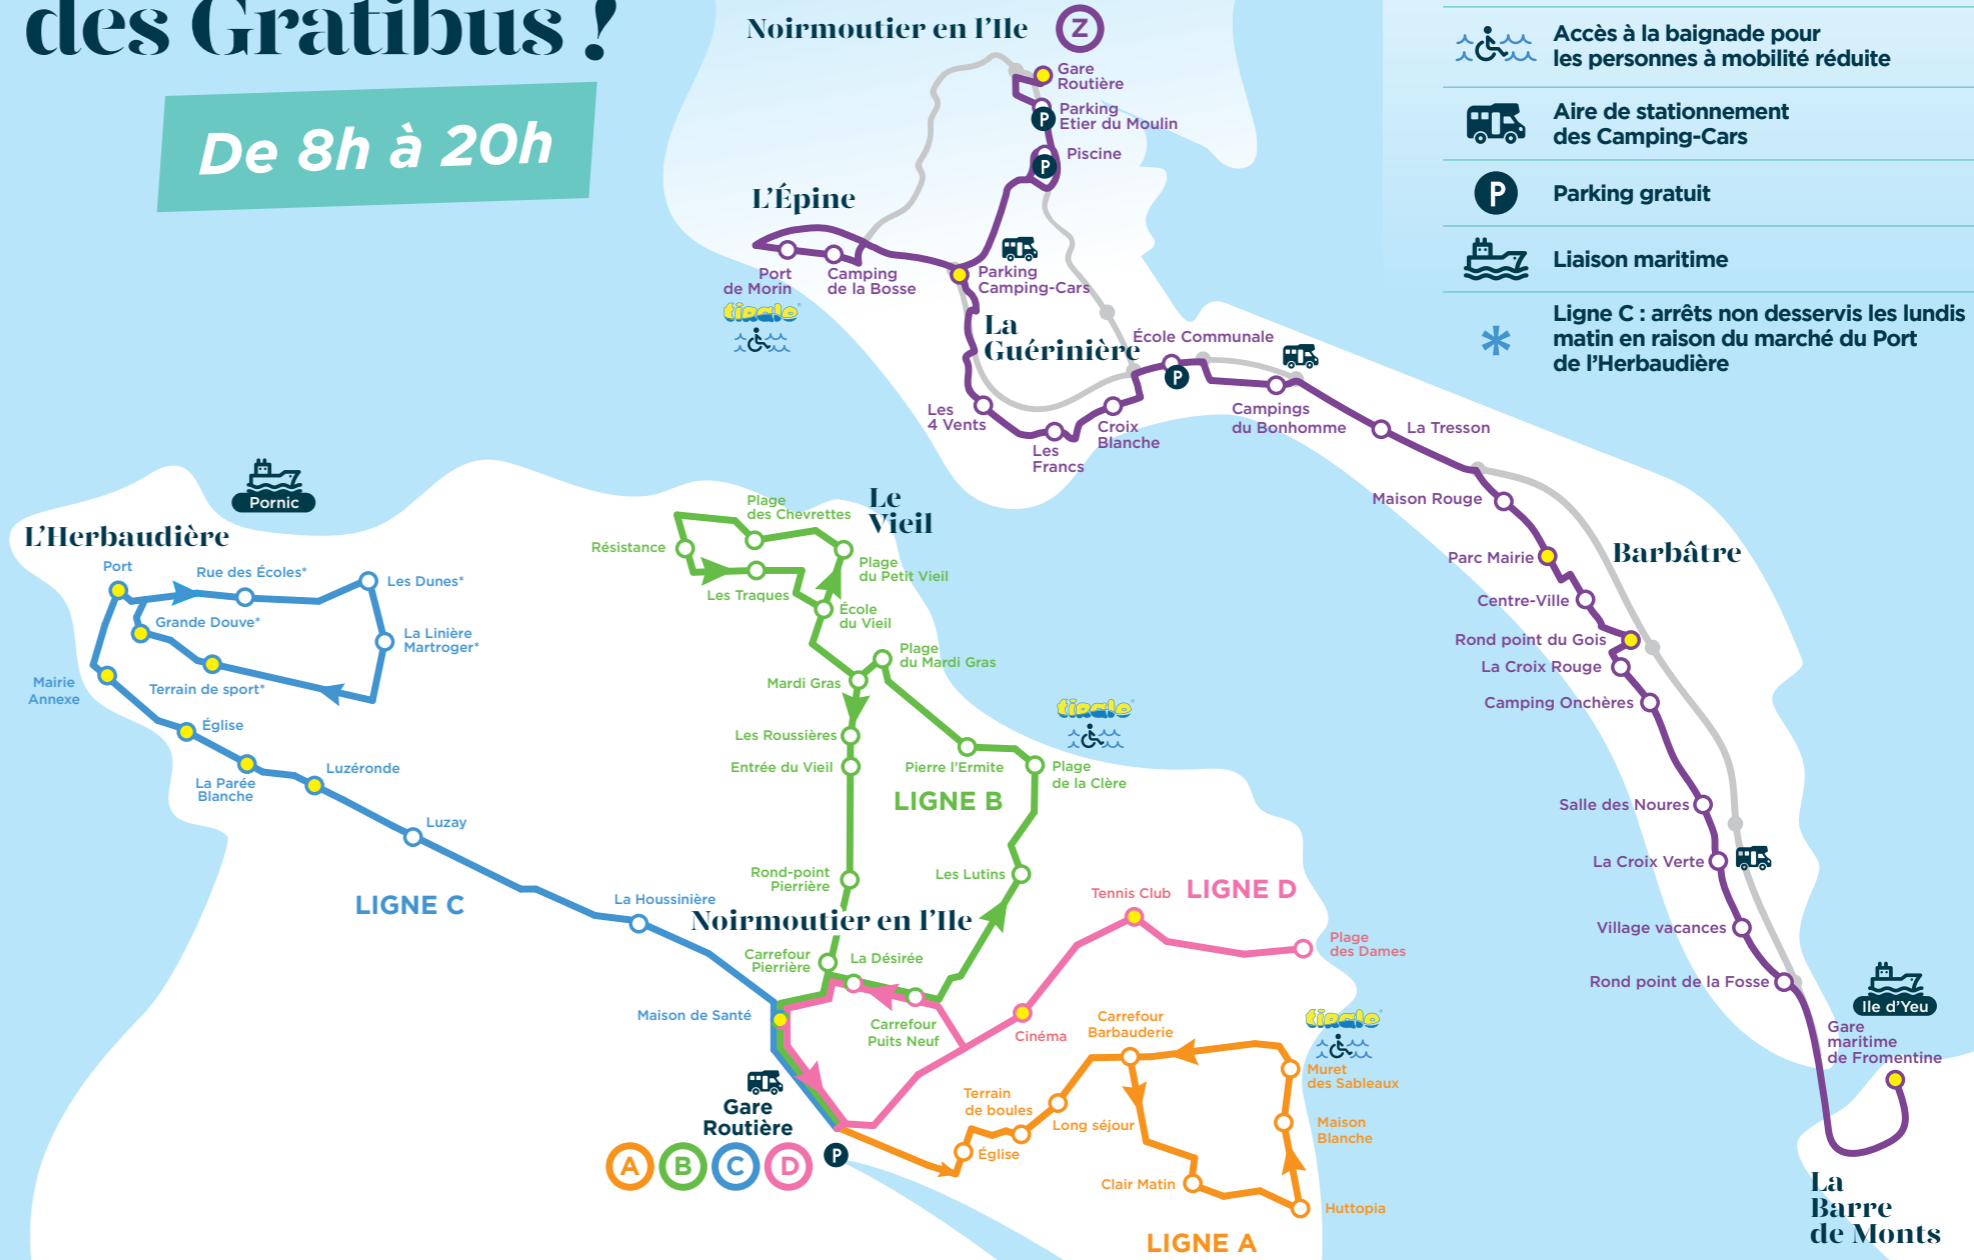 des Gratibus !
De 8h à 20h
Noirmoutier en l'Ile
Z
Gare
Routière
Parking
Etier du Moulin
P
Piscine
P
L'Épine
Port
de Morin
Camping
de la Bosse
Parking
Camping-Cars
tiralo
La
Guérinière
École Communale
P
Les
4 Vents
Les
Francs
Croix
Blanche
Campings
du Bonhomme
La Tresson
Maison Rouge
Parc Mairie
Barbâtre
Centre-Ville
Rond point du Gois
La Croix Rouge
Camping Onchères
Salle des Noures
La Croix Verte
Village vacances
Rond point de la Fosse
Ile d'Yeu
Gare
maritime
de Fromentine
La
Barre
de Monts
Accès à la baignade pour
les personnes à mobilité réduite
Aire de stationnement
des Camping-Cars
P
Parking gratuit
Liaison maritime
*
Ligne C : arrêts non desservis les lundis
matin en raison du marché du Port
de l'Herbaudière
Pornic
L'Herbaudière
Port
Rue des Écoles*
Les Dunes*
Grande Douve*
La Linière
Martroger*
Terrain de sport*
Mairie
Annexe
Église
La Parée
Blanche
Luzéronde
Luzay
LIGNE C
La Houssinière
Maison de Santé
Le
Vieil
Plage
des Chevrettes
Résistance
Plage
du Petit Vieil
Les Traques
École
du Vieil
Plage
du Mardi Gras
Mardi Gras
Les Roussières
Entrée du Vieil
Pierre l'Ermite
tiralo
Plage
de la Clère
LIGNE B
Rond-point
Pierrière
Les Lutins
Noirmoutier en l'Ile
Carrefour
Pierrière
La Désirée
Carrefour
Puits Neuf
Tennis Club
LIGNE D
Plage
des Dames
Cinéma
Carrefour
Barbauderie
tiralo
Muret
des Sableaux
Terrain
de boules
Long séjour
Maison
Blanche
Église
Clair Matin
Huttopia
LIGNE A
Gare
Routière
A B C D P